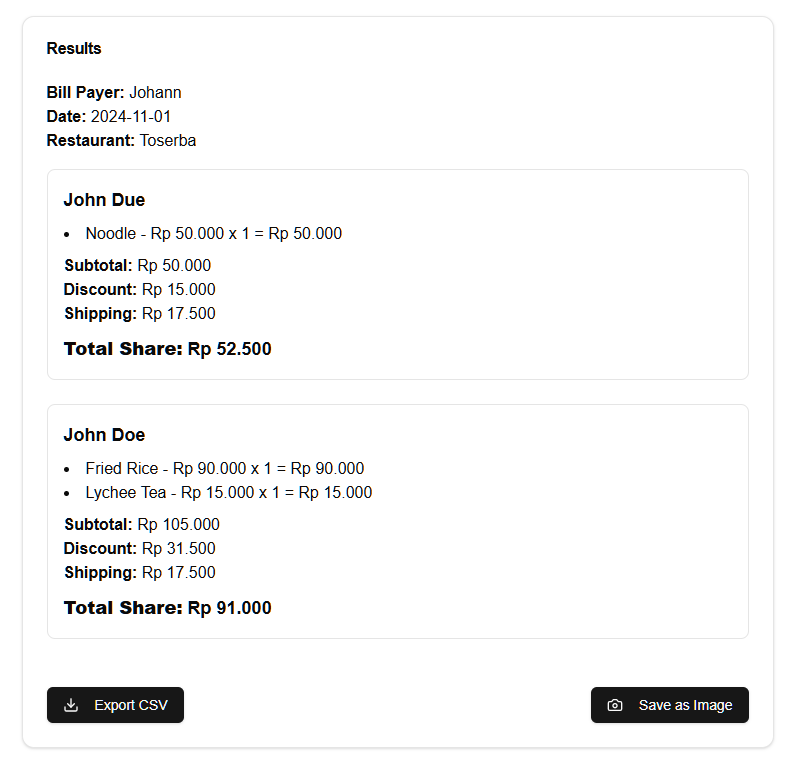 Results
Bill Payer: Johann
Date: 2024-11-01
Restaurant: Toserba
John Due
• Noodle - Rp 50.000 x 1 = Rp 50.000
Subtotal: Rp 50.000
Discount: Rp 15.000
Shipping: Rp 17.500
Total Share: Rp 52.500
John Doe
• Fried Rice - Rp 90.000 x 1 = Rp 90.000
• Lychee Tea - Rp 15.000 x 1 = Rp 15.000
Subtotal: Rp 105.000
Discount: Rp 31.500
Shipping: Rp 17.500
Total Share: Rp 91.000
Export CSV
Save as Image